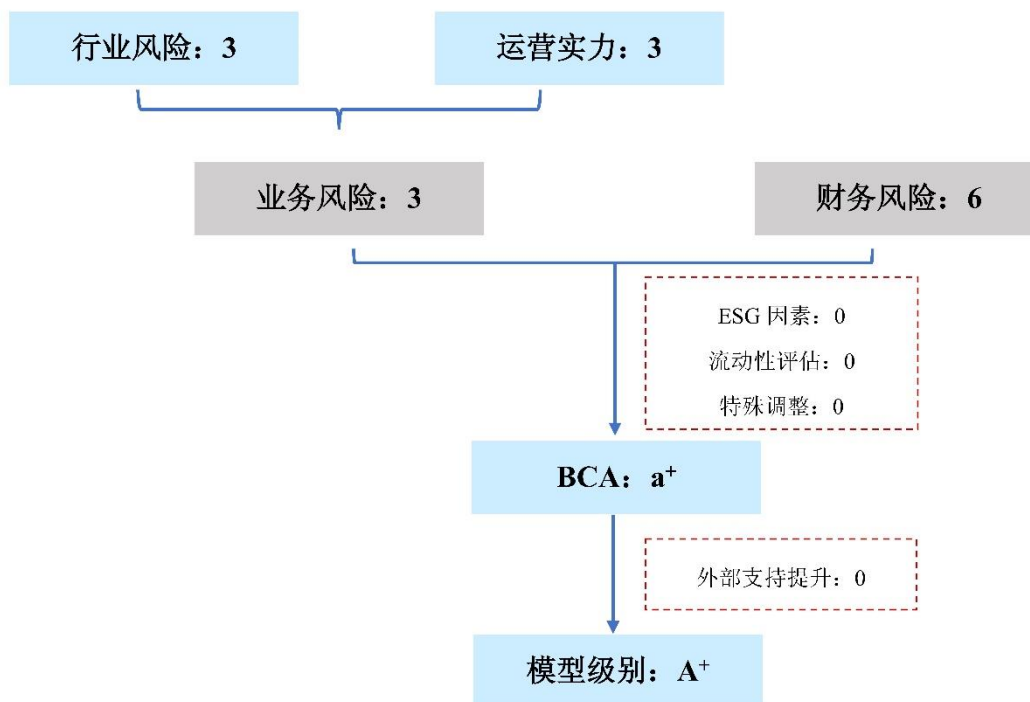 行业风险：3
运营实力：3
业务风险：3
财务风险：6
ESG 因素：0
流动性评估：0
特殊调整：0
BCA：a⁺
外部支持提升：0
模型级别：A⁺